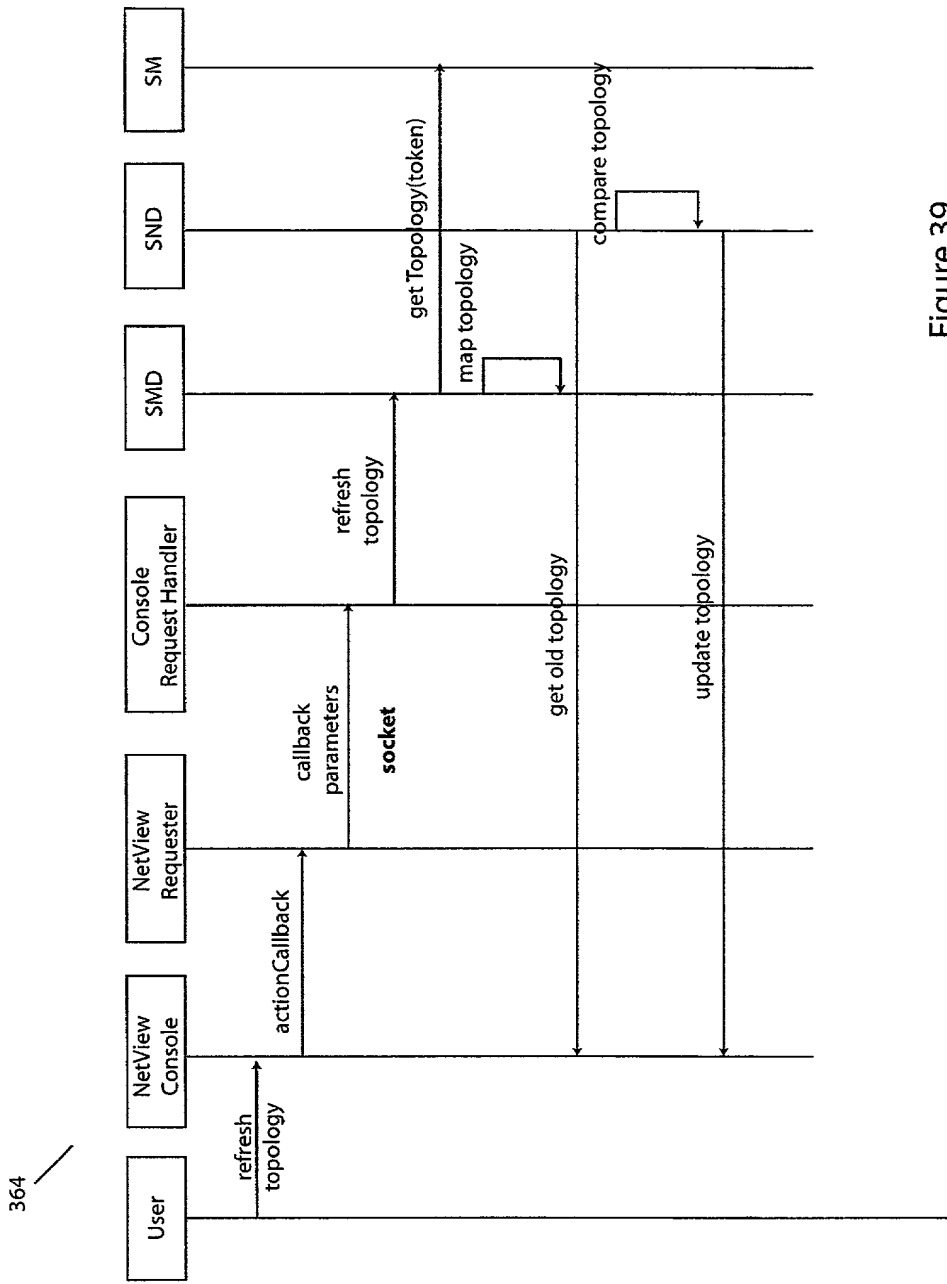 364
User
NetView
Console
NetView
Requester
Console
Request Handler
SMD
SND
SM
refresh
topology
actionCallback
callback
parameters
socket
refresh
topology
get Topology(token)
map topology
get old topology
compare topology
update topology
Figure 39